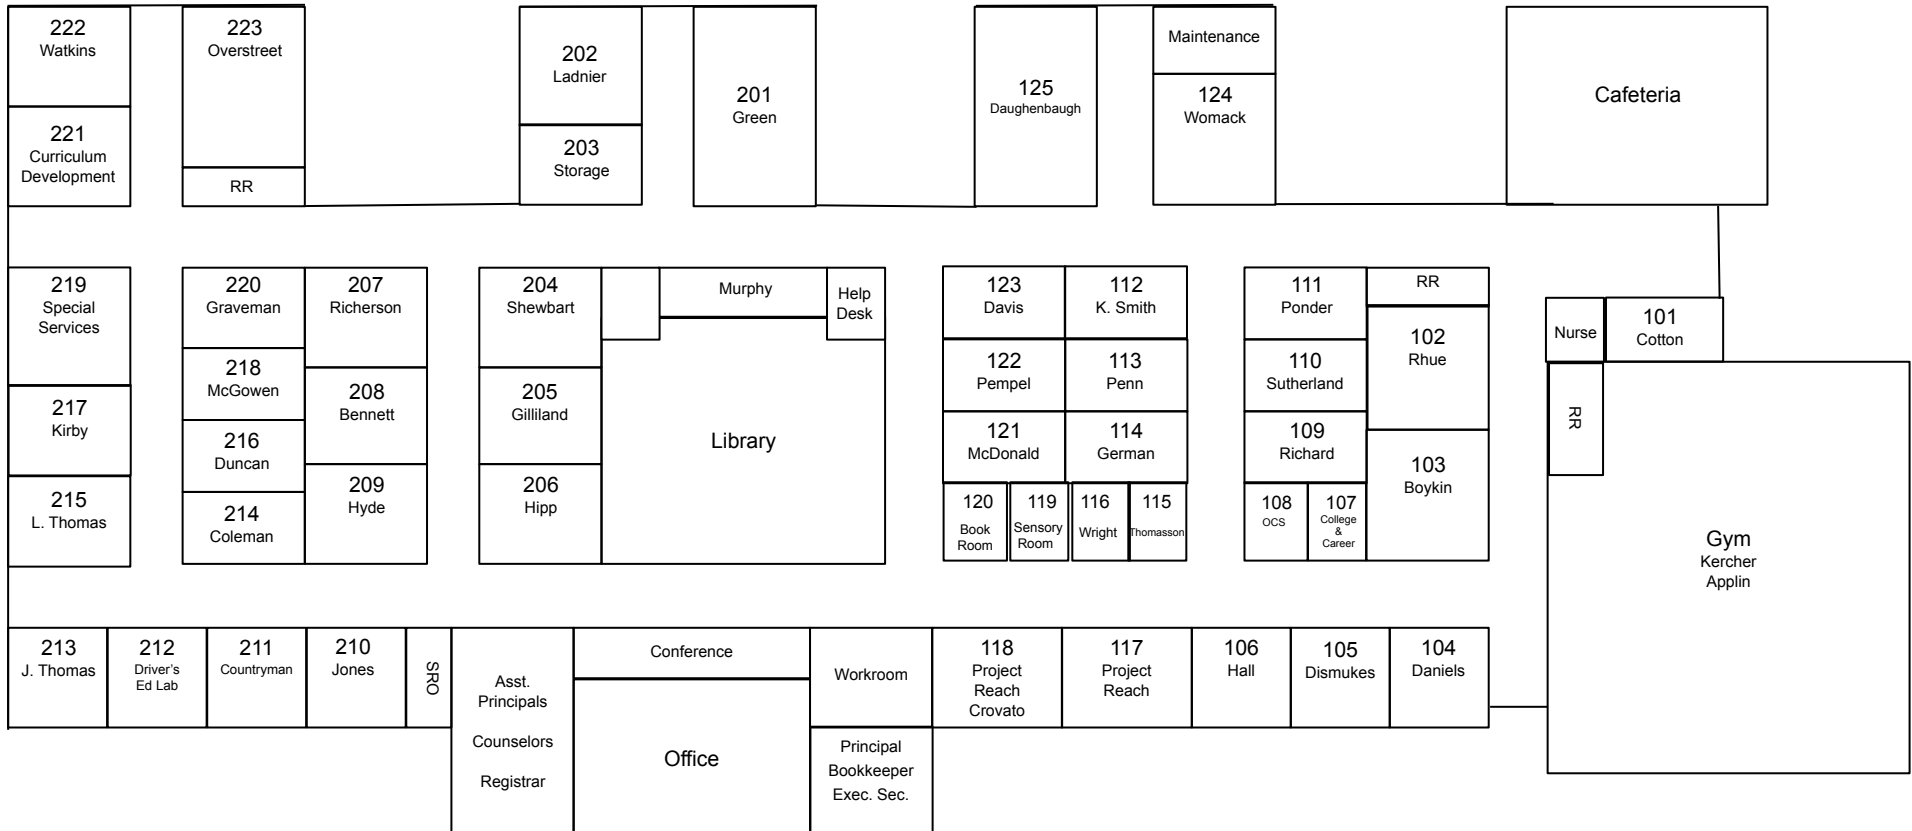 222
Watkins
221
Curriculum
Development
223
Overstreet
RR
202
Ladnier
203
Storage
201
Green
125
Daughenbaugh
Maintenance
124
Womack
Cafeteria
219
Special
Services
217
Kirby
215
L. Thomas
220
Graveman
218
McGowen
216
Duncan
214
Coleman
207
Richerson
208
Bennett
209
Hyde
204
Shewbart
205
Gilliland
206
Hipp
Murphy
Help
Desk
Library
123
Davis
122
Pempel
121
McDonald
120
Book
Room
119
Sensory
Room
112
K. Smith
113
Penn
114
German
116
Wright
115
Thomasson
111
Ponder
110
Sutherland
109
Richard
108
OCS
107
College
&
Career
RR
102
Rhue
103
Boykin
Nurse
101
Cotton
RR
Gym
Kercher
Applin
213
J. Thomas
212
Driver's
Ed Lab
211
Countryman
210
Jones
SRO
Asst.
Principals
Counselors
Registrar
Conference
Office
Workroom
Principal
Bookkeeper
Exec. Sec.
118
Project
Reach
Crovato
117
Project
Reach
106
Hall
105
Dismukes
104
Daniels